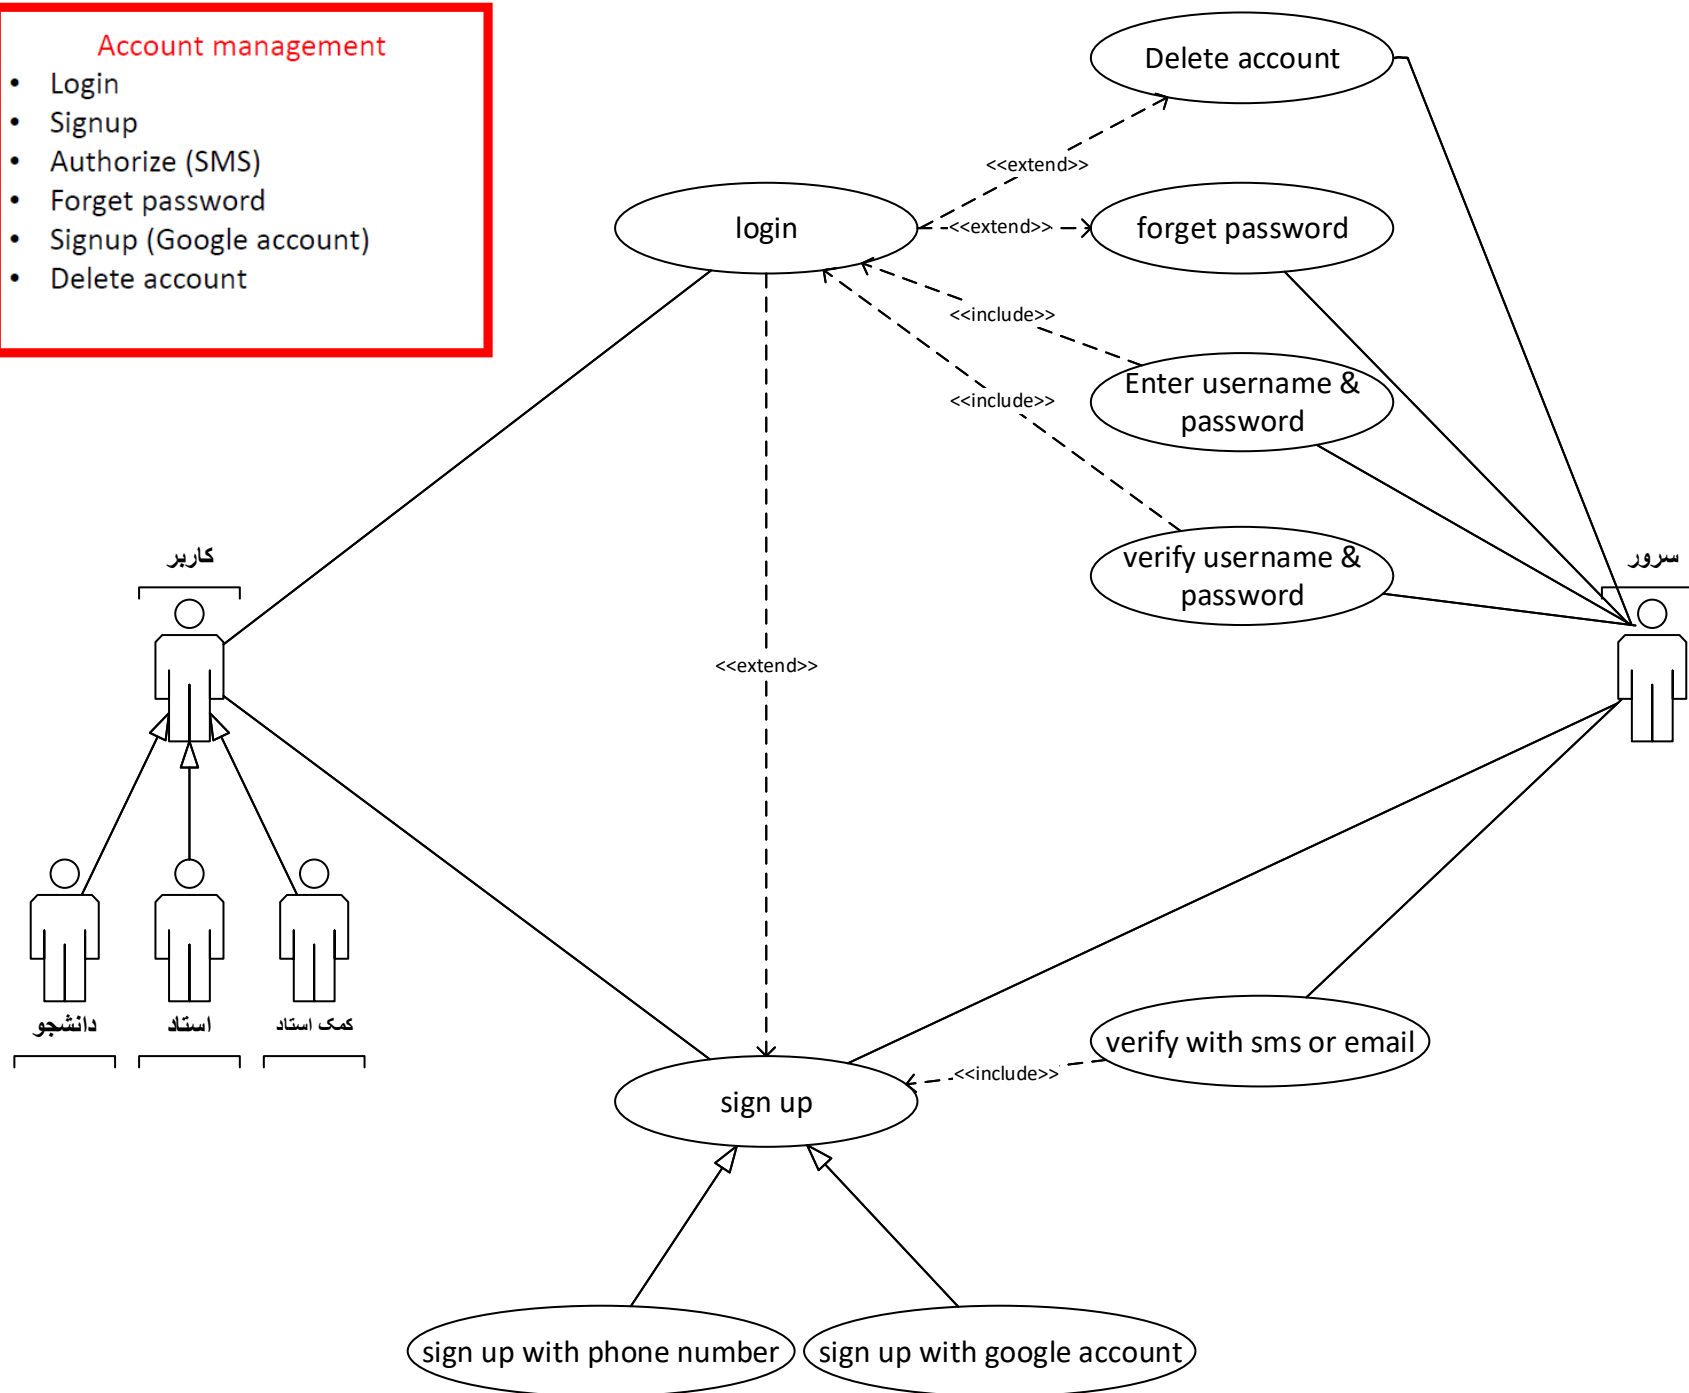 Account management
• Login
• Signup
• Authorize (SMS)
• Forget password
• Signup (Google account)
• Delete account
Delete account
<<extend>>
login
<<extend>>
forget password
<<include>>
Enter username &
password
<<include>>
verify username &
password
کاربر
سرور
<<extend>>
دانشجو
استاد
کمک استاد
verify with sms or email
<<include>>
sign up
sign up with phone number
sign up with google account